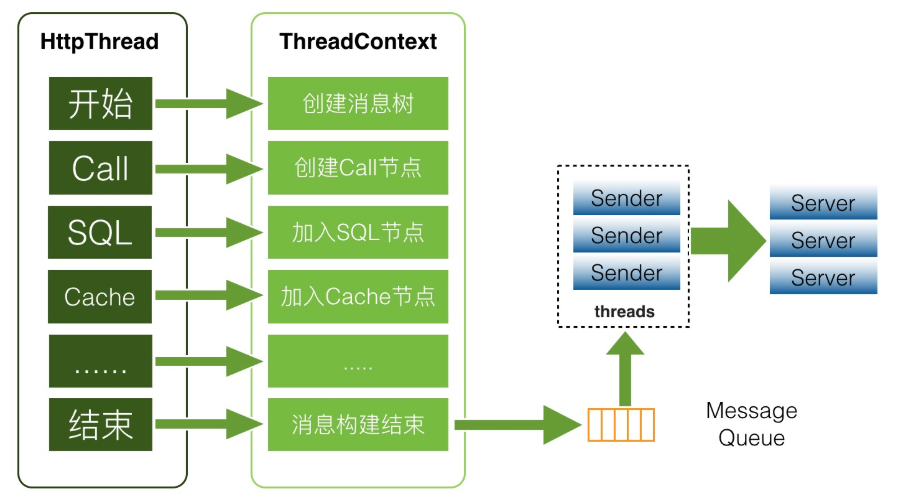 HttpThread
ThreadContext
开始
创建消息树
Call
创建Call节点
SQL
加入SQL节点
Cache
加入Cache节点
……
.....
结束
消息构建结束
Sender
Sender
Sender
threads
Server
Server
Server
Message
Queue